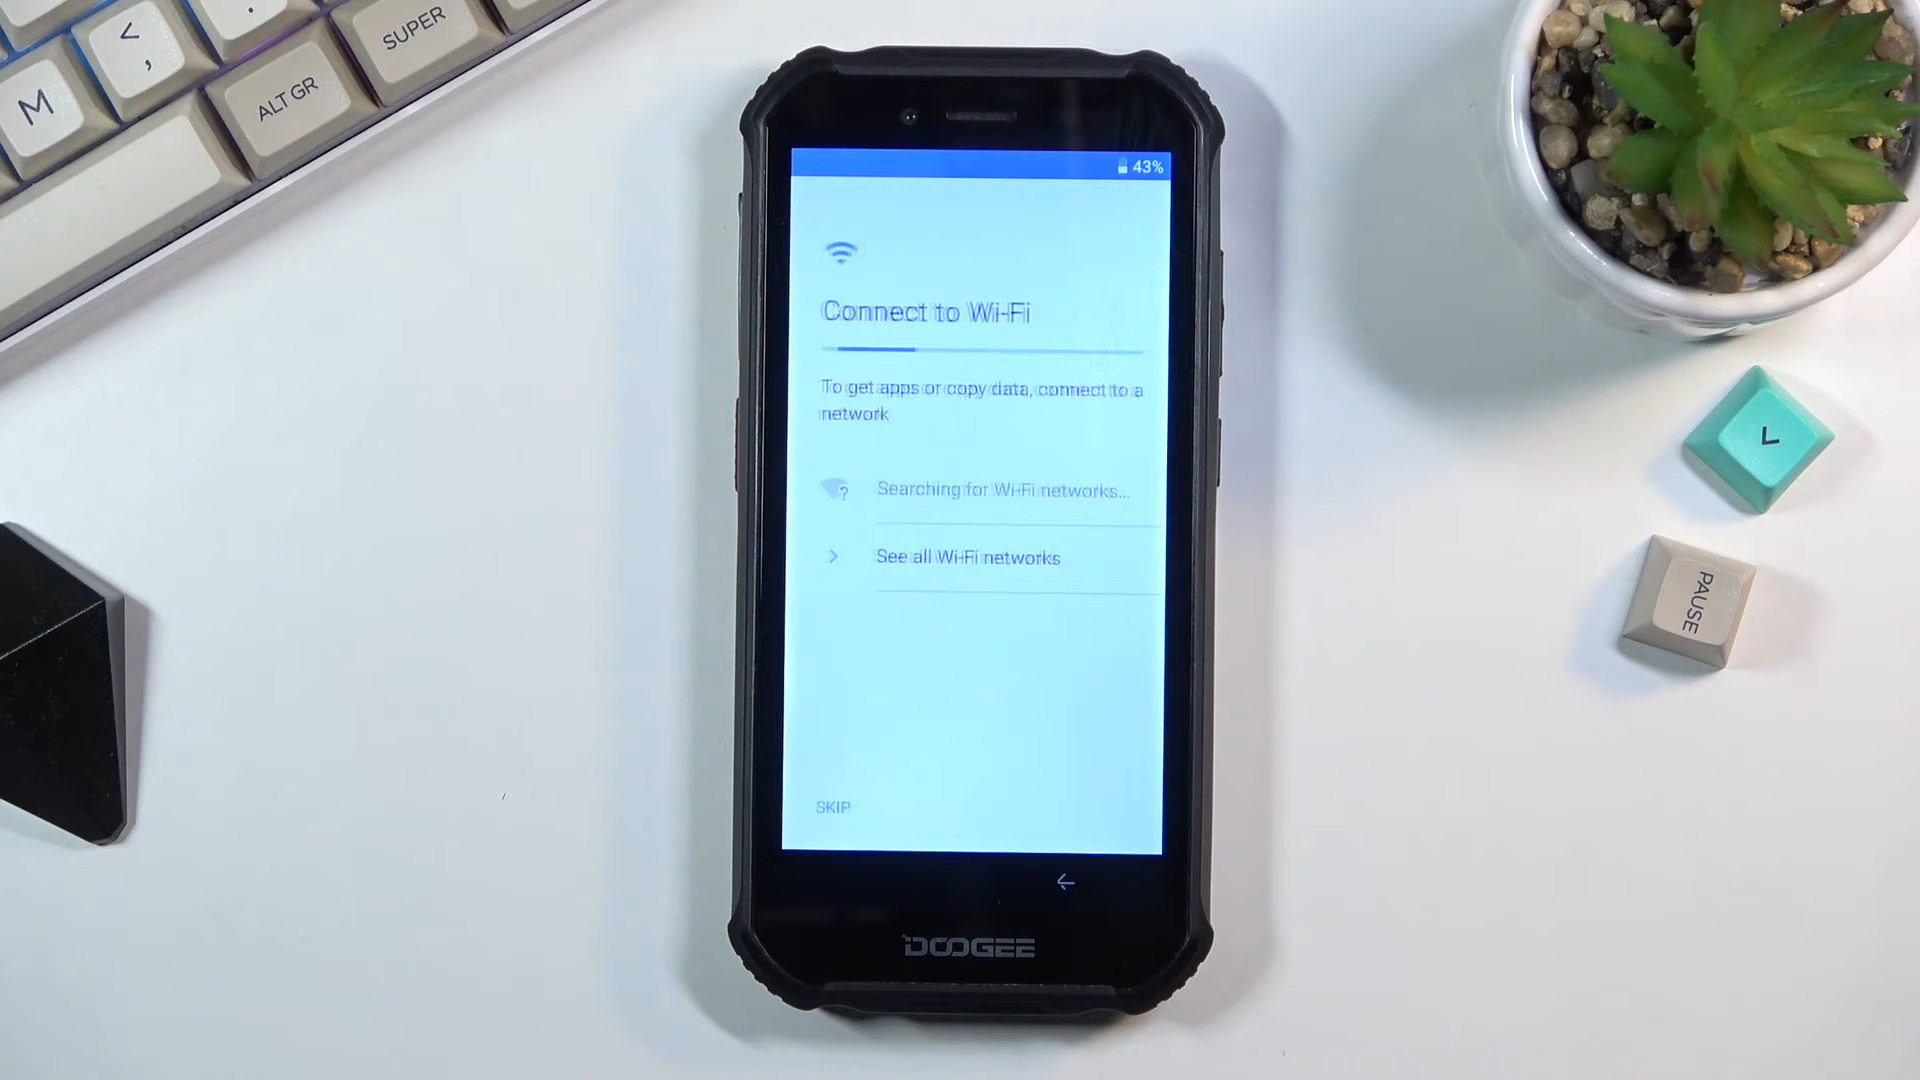 <
,
.
SUPER
M
ALT GR
43%
Connect to Wi-Fi
To get apps or copy data, connect to a
network
?
Searching for Wi-Fi networks...
See all Wi-Fi networks
SKIP
DOOGEE
PAUSE